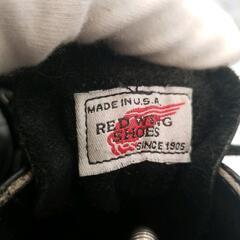 MADE IN U.S.A.
RED WING
SHOES
SINCE 1905